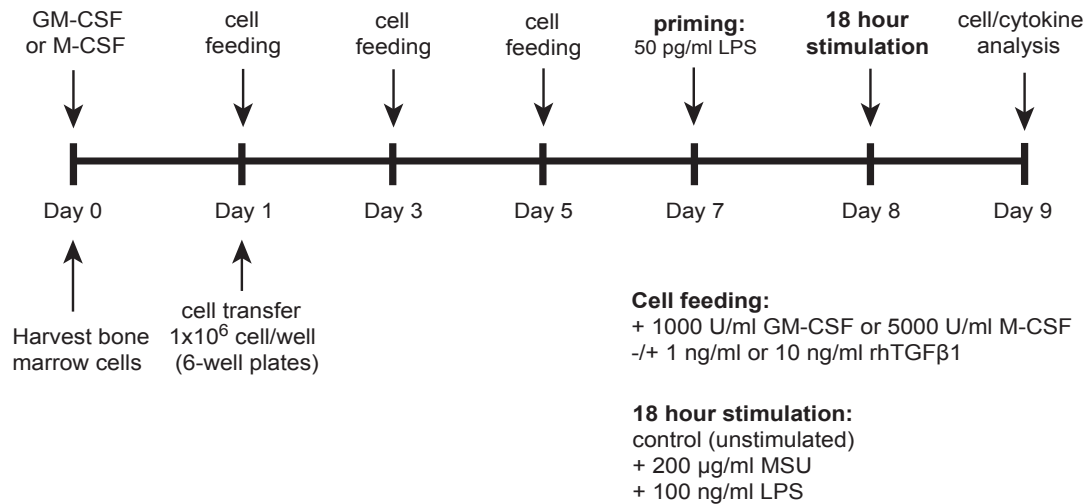 GM-CSF
or M-CSF
cell
feeding
cell
feeding
cell
feeding
priming:
50 pg/ml LPS
18 hour
stimulation
cell/cytokine
analysis
Day 0
Day 1
Day 3
Day 5
Day 7
Day 8
Day 9
Harvest bone
marrow cells
cell transfer
1x10⁶ cell/well
(6-well plates)
Cell feeding:
+ 1000 U/ml GM-CSF or 5000 U/ml M-CSF
-/+ 1 ng/ml or 10 ng/ml rhTGFβ1
18 hour stimulation:
control (unstimulated)
+ 200 µg/ml MSU
+ 100 ng/ml LPS